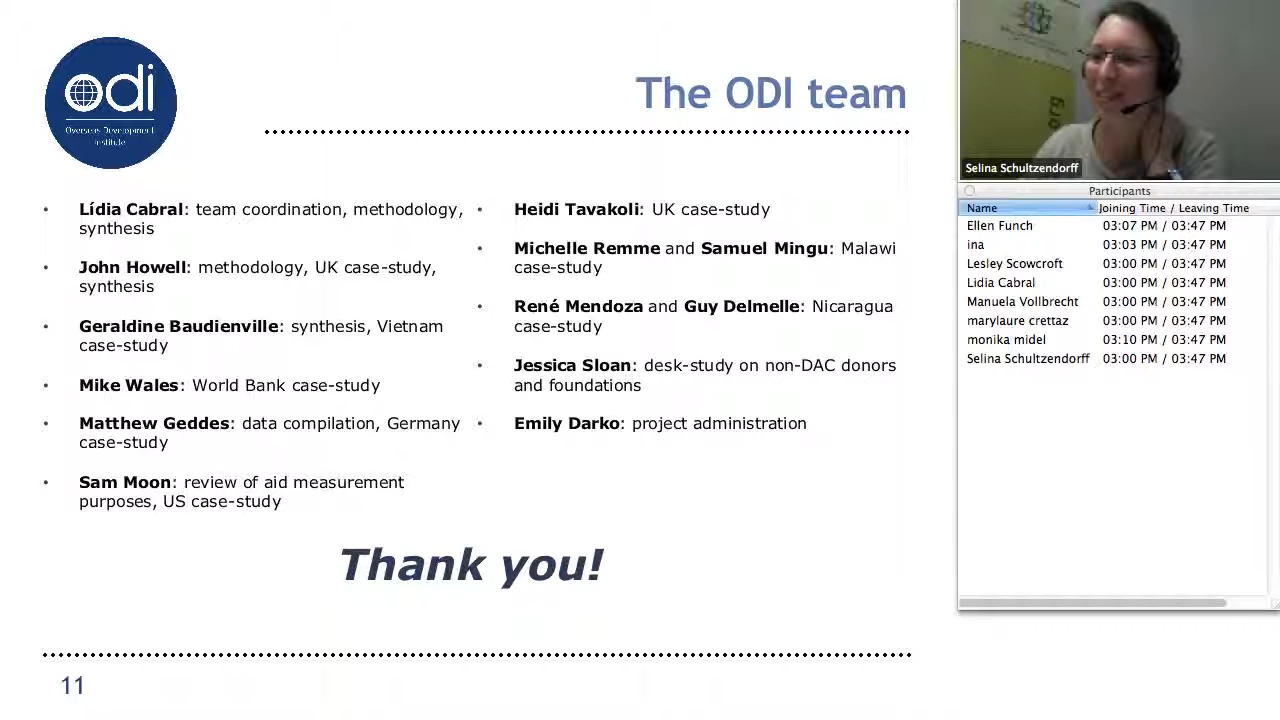 odi
Overseas Development
Institute
The ODI team
• Lídia Cabral: team coordination, methodology,
synthesis
• John Howell: methodology, UK case-study,
synthesis
• Geraldine Baudienville: synthesis, Vietnam
case-study
• Mike Wales: World Bank case-study
• Matthew Geddes: data compilation, Germany
case-study
• Sam Moon: review of aid measurement
purposes, US case-study
• Heidi Tavakoli: UK case-study
• Michelle Remme and Samuel Mingu: Malawi
case-study
• René Mendoza and Guy Delmelle: Nicaragua
case-study
• Jessica Sloan: desk-study on non-DAC donors
and foundations
• Emily Darko: project administration
Thank you!
11
org
Selina Schultzendorff
Participants
Name Joining Time / Leaving Time
Ellen Funch 03:07 PM / 03:47 PM
ina 03:03 PM / 03:47 PM
Lesley Scowcroft 03:00 PM / 03:47 PM
Lidia Cabral 03:00 PM / 03:47 PM
Manuela Vollbrecht 03:00 PM / 03:47 PM
marylaure crettaz 03:00 PM / 03:47 PM
monika midel 03:10 PM / 03:47 PM
Selina Schultzendorff 03:00 PM / 03:47 PM